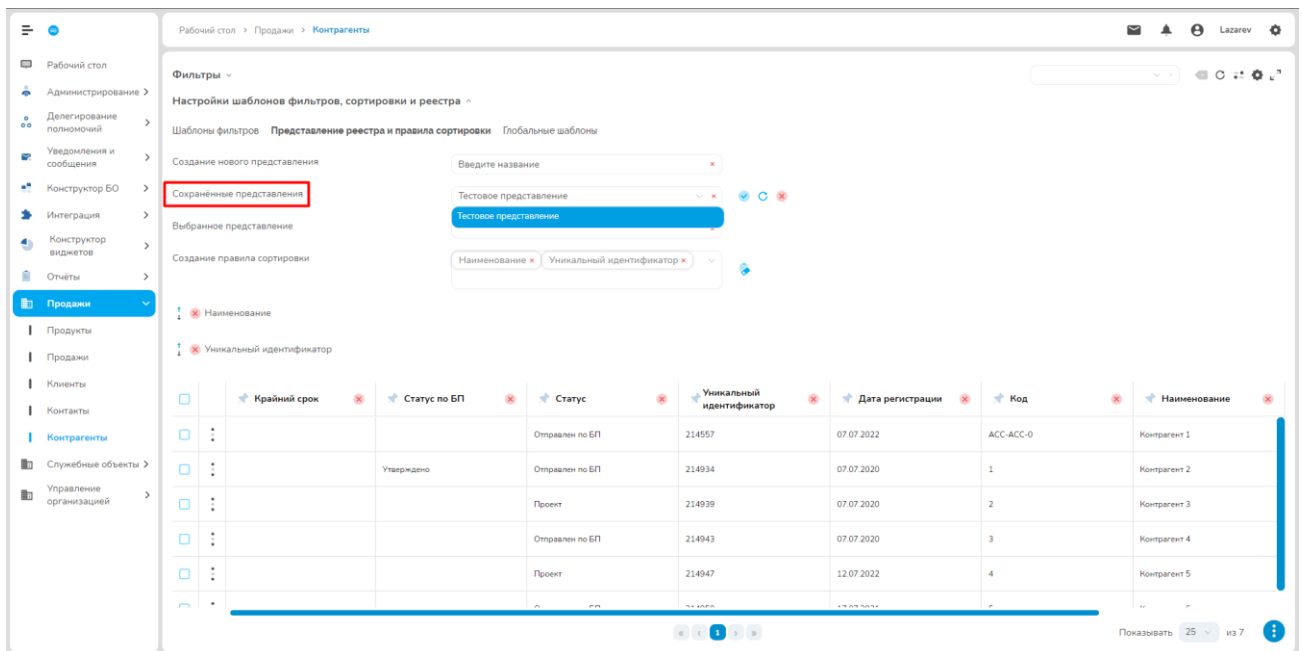 Рабочий стол > Продажи > Контрагенты
Lazarev
Рабочий стол
Администрирование
Делегирование
полномочий
Уведомления и
сообщения
Конструктор БО
Интеграция
Конструктор
виджетов
Отчёты
Продажи
Продукты
Продажи
Клиенты
Контакты
Контрагенты
Служебные объекты
Управление
организацией
Фильтры
Настройки шаблонов фильтров, сортировки и реестра
Шаблоны фильтров Представление реестра и правила сортировки Глобальные шаблоны
Создание нового представления Введите название
Сохранённые представления Тестовое представление
Тестовое представление
Выбранное представление
Создание правила сортировки Наименование × Уникальный идентификатор ×
Наименование
Уникальный идентификатор
Крайний срок Статус по БП Статус Уникальный идентификатор Дата регистрации Код Наименование
Отправлен по БП 214557 07.07.2022 ACC-ACC-0 Контрагент 1
Утверждено Отправлен по БП 214934 07.07.2020 1 Контрагент 2
Проект 214939 07.07.2020 2 Контрагент 3
Отправлен по БП 214943 07.07.2020 3 Контрагент 4
Проект 214947 12.07.2022 4 Контрагент 5
« ‹ 1 › »
Показывать 25 из 7